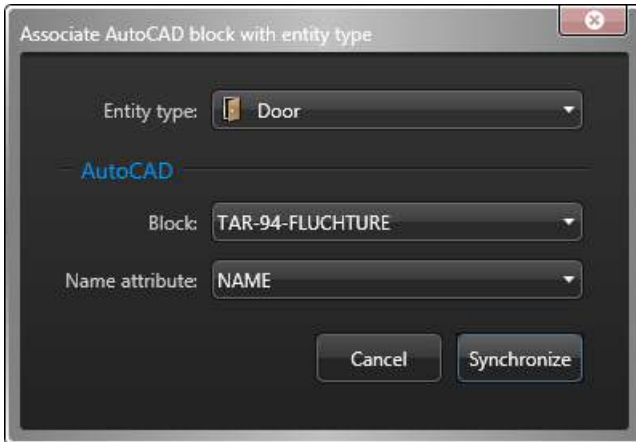 Associate AutoCAD block with entity type
Entity type: Door
AutoCAD
Block: TAR-94-FLUCHTURE
Name attribute: NAME
Cancel Synchronize